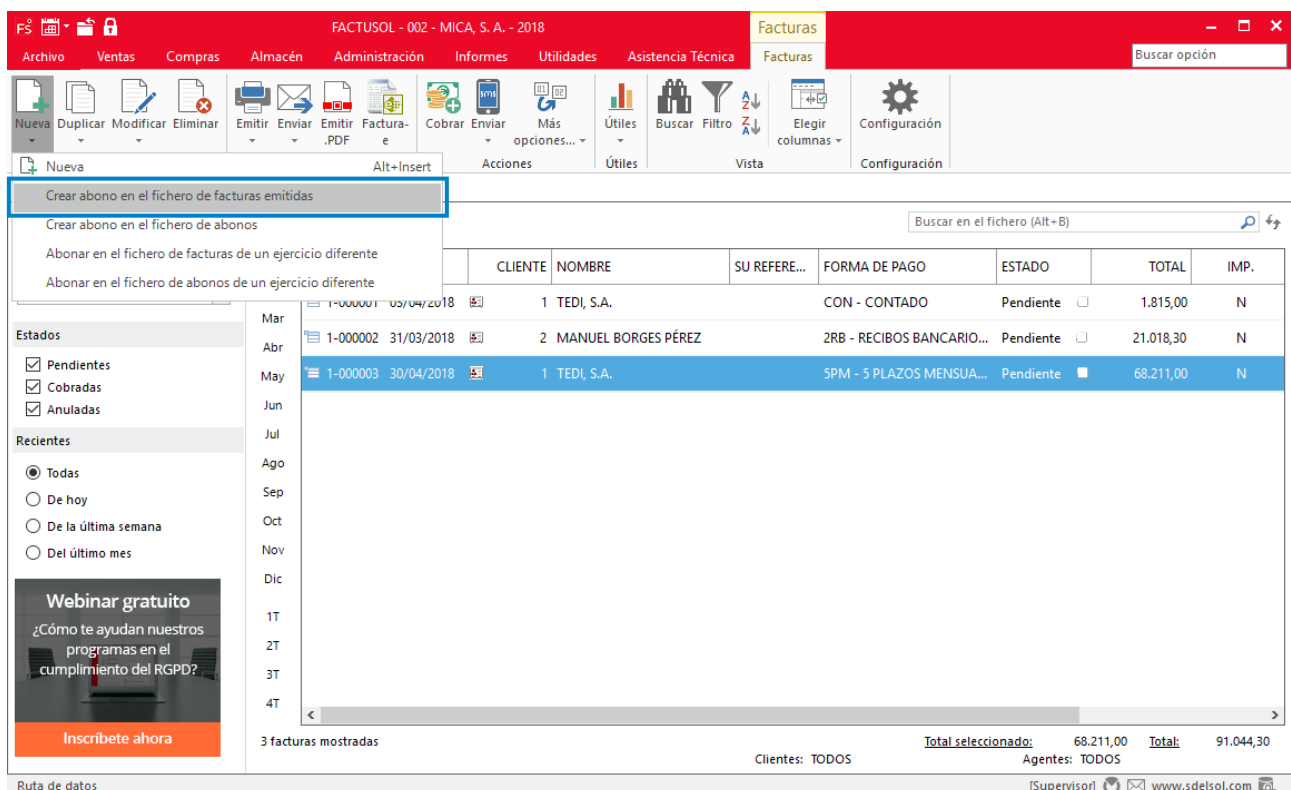 FACTUSOL - 002 - MICA, S. A. - 2018
Facturas
Archivo Ventas Compras Almacén Administración Informes Utilidades Asistencia Técnica Facturas
Buscar opción
Nueva Duplicar Modificar Eliminar Emitir Enviar Emitir .PDF Factura-e Cobrar Enviar Más opciones... Útiles Buscar Filtro Elegir columnas Configuración
Acciones Útiles Vista Configuración
Nueva Alt+Insert
Crear abono en el fichero de facturas emitidas
Crear abono en el fichero de abonos
Abonar en el fichero de facturas de un ejercicio diferente
Abonar en el fichero de abonos de un ejercicio diferente
Buscar en el fichero (Alt+B)
CLIENTE NOMBRE SU REFERE... FORMA DE PAGO ESTADO TOTAL IMP.
1-000001 05/04/2018 1 TEDI, S.A. CON - CONTADO Pendiente 1.815,00 N
1-000002 31/03/2018 2 MANUEL BORGES PÉREZ 2RB - RECIBOS BANCARIO... Pendiente 21.018,30 N
1-000003 30/04/2018 1 TEDI, S.A. 5PM - 5 PLAZOS MENSUA... Pendiente 68.211,00 N
Estados
Pendientes
Cobradas
Anuladas
Recientes
Todas
De hoy
De la última semana
Del último mes
Mar
Abr
May
Jun
Jul
Ago
Sep
Oct
Nov
Dic
1T
2T
3T
4T
Webinar gratuito
¿Cómo te ayudan nuestros
programas en el
cumplimiento del RGPD?
Inscríbete ahora
3 facturas mostradas
Total seleccionado: 68.211,00 Total: 91.044,30
Clientes: TODOS Agentes: TODOS
Ruta de datos
[Supervisor] www.sdelsol.com